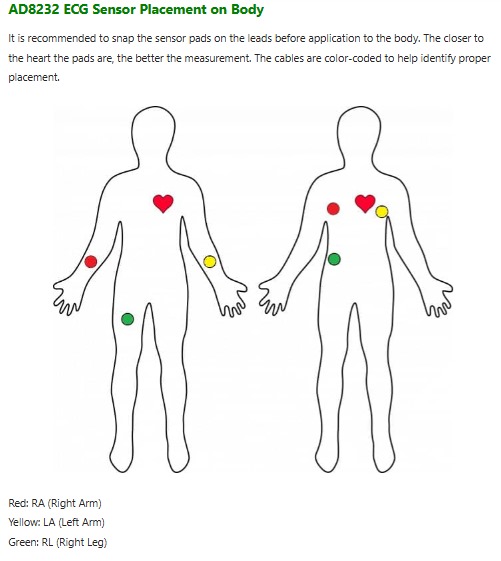 AD8232 ECG Sensor Placement on Body
It is recommended to snap the sensor pads on the leads before application to the body. The closer to
the heart the pads are, the better the measurement. The cables are color-coded to help identify proper
placement.
Red: RA (Right Arm)
Yellow: LA (Left Arm)
Green: RL (Right Leg)